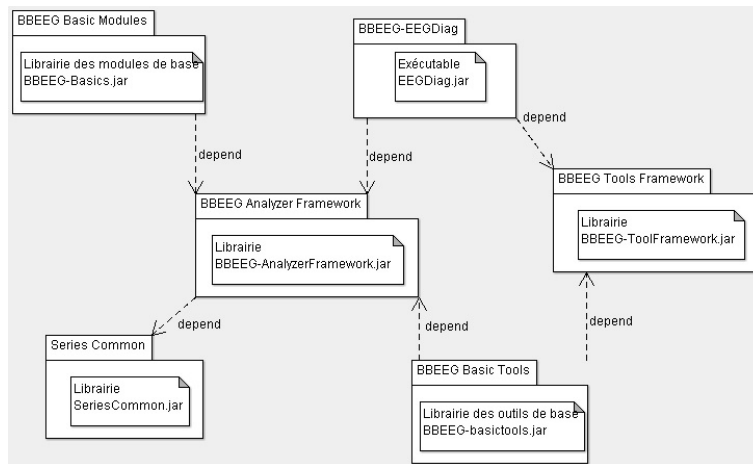 BBEEG Basic Modules
Librairie des modules de base
BBEEG-Basics.jar
BBEEG-EEGDiag
Exécutable
EEGDiag.jar
depend
depend
depend
BBEEG Tools Framework
Librairie
BBEEG-ToolFramework.jar
BBEEG Analyzer Framework
Librairie
BBEEG-AnalyzerFramework.jar
depend
depend
depend
Series Common
Librairie
SeriesCommon.jar
BBEEG Basic Tools
Librairie des outils de base
BBEEG-basictools.jar